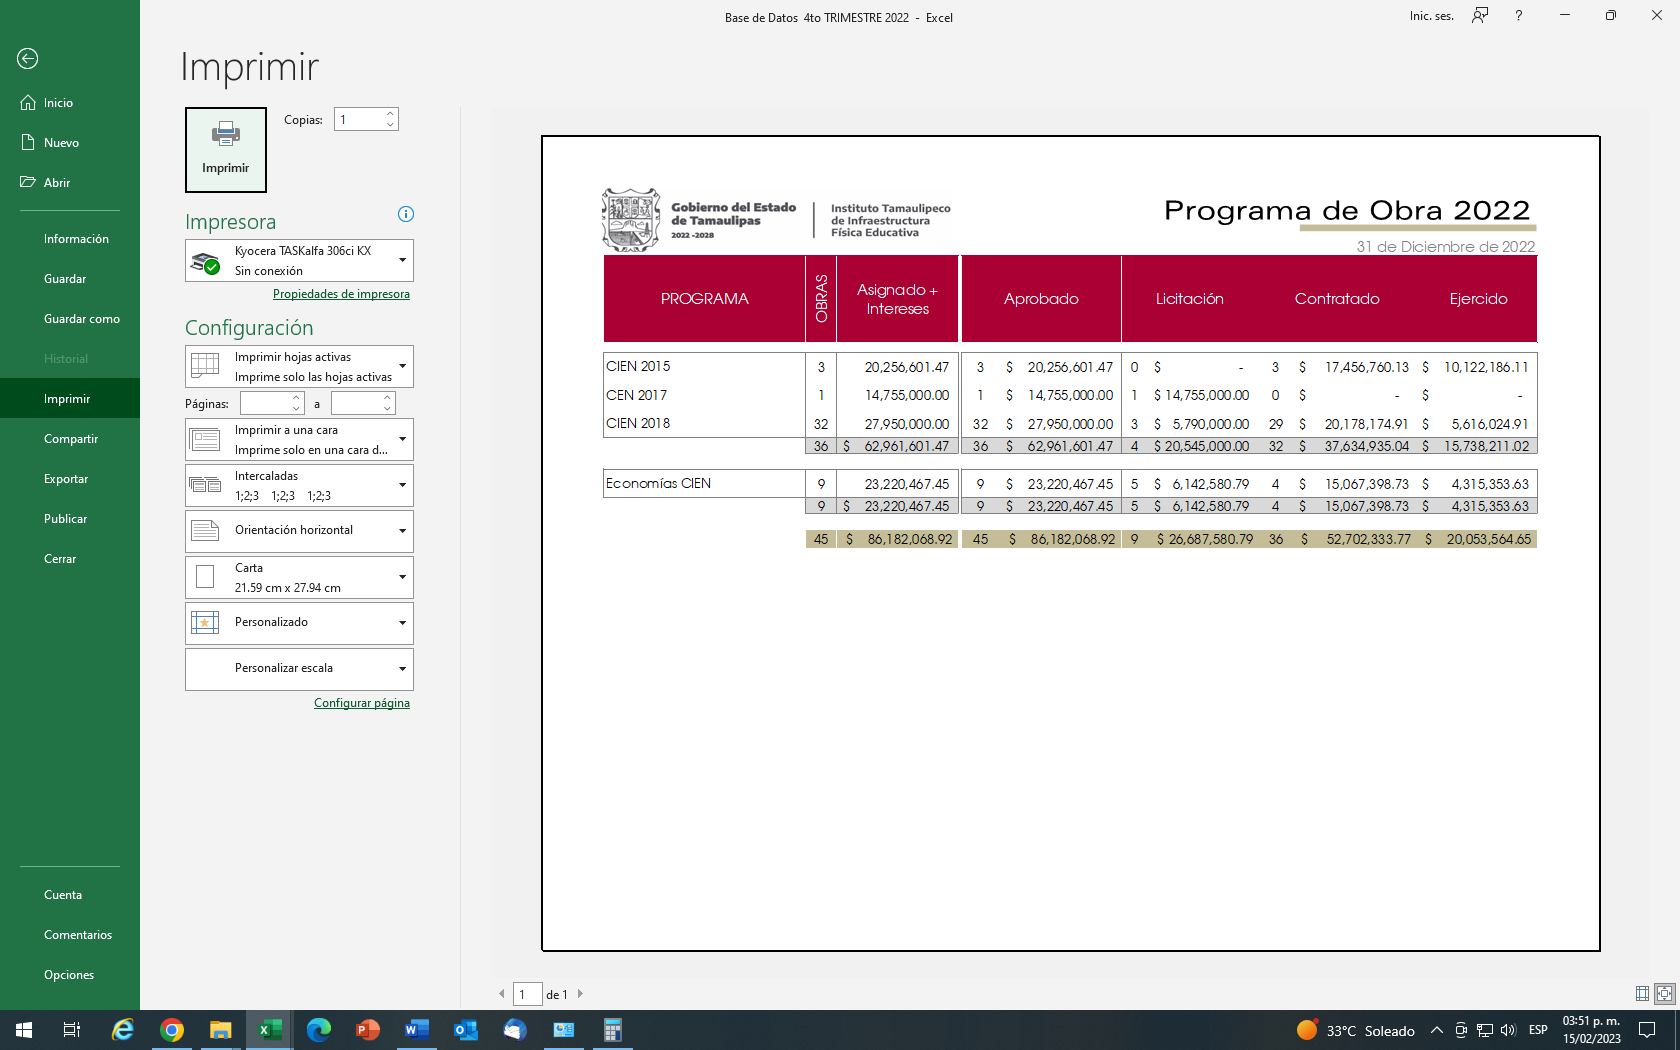 Base de Datos  4to TRIMESTRE 2022  -  Excel
Inic. ses.
?
Inicio
Nuevo
Abrir
Información
Guardar
Guardar como
Historial
Imprimir
Compartir
Exportar
Publicar
Cerrar
Cuenta
Comentarios
Opciones
Imprimir
Imprimir
Copias: 1
Impresora
Kyocera TASKalfa 306ci KX
Sin conexión
Propiedades de impresora
Configuración
Imprimir hojas activas
Imprime solo las hojas activas
Páginas: a
Imprimir a una cara
Imprime solo en una cara d...
Intercaladas
1;2;3 1;2;3 1;2;3
Orientación horizontal
Carta
21.59 cm x 27.94 cm
Personalizado
Personalizar escala
Configurar página
Gobierno del Estado
de Tamaulipas
2022 -2028
Instituto Tamaulipeco
de Infraestructura
Física Educativa
Programa de Obra 2022
31 de Diciembre de 2022
PROGRAMA OBRAS Asignado + Intereses Aprobado Licitación Contratado Ejercido
CIEN 2015 3 20,256,601.47 3 $ 20,256,601.47 0 $ - 3 $ 17,456,760.13 $ 10,122,186.11
CEN 2017 1 14,755,000.00 1 $ 14,755,000.00 1 $ 14,755,000.00 0 $ - $ -
CIEN 2018 32 27,950,000.00 32 $ 27,950,000.00 3 $ 5,790,000.00 29 $ 20,178,174.91 $ 5,616,024.91
36 $ 62,961,601.47 36 $ 62,961,601.47 4 $ 20,545,000.00 32 $ 37,634,935.04 $ 15,738,211.02
Economías CIEN 9 23,220,467.45 9 $ 23,220,467.45 5 $ 6,142,580.79 4 $ 15,067,398.73 $ 4,315,353.63
9 $ 23,220,467.45 9 $ 23,220,467.45 5 $ 6,142,580.79 4 $ 15,067,398.73 $ 4,315,353.63
45 $ 86,182,068.92 45 $ 86,182,068.92 9 $ 26,687,580.79 36 $ 52,702,333.77 $ 20,053,564.65
1 de 1
33°C Soleado
ESP
03:51 p. m.
15/02/2023